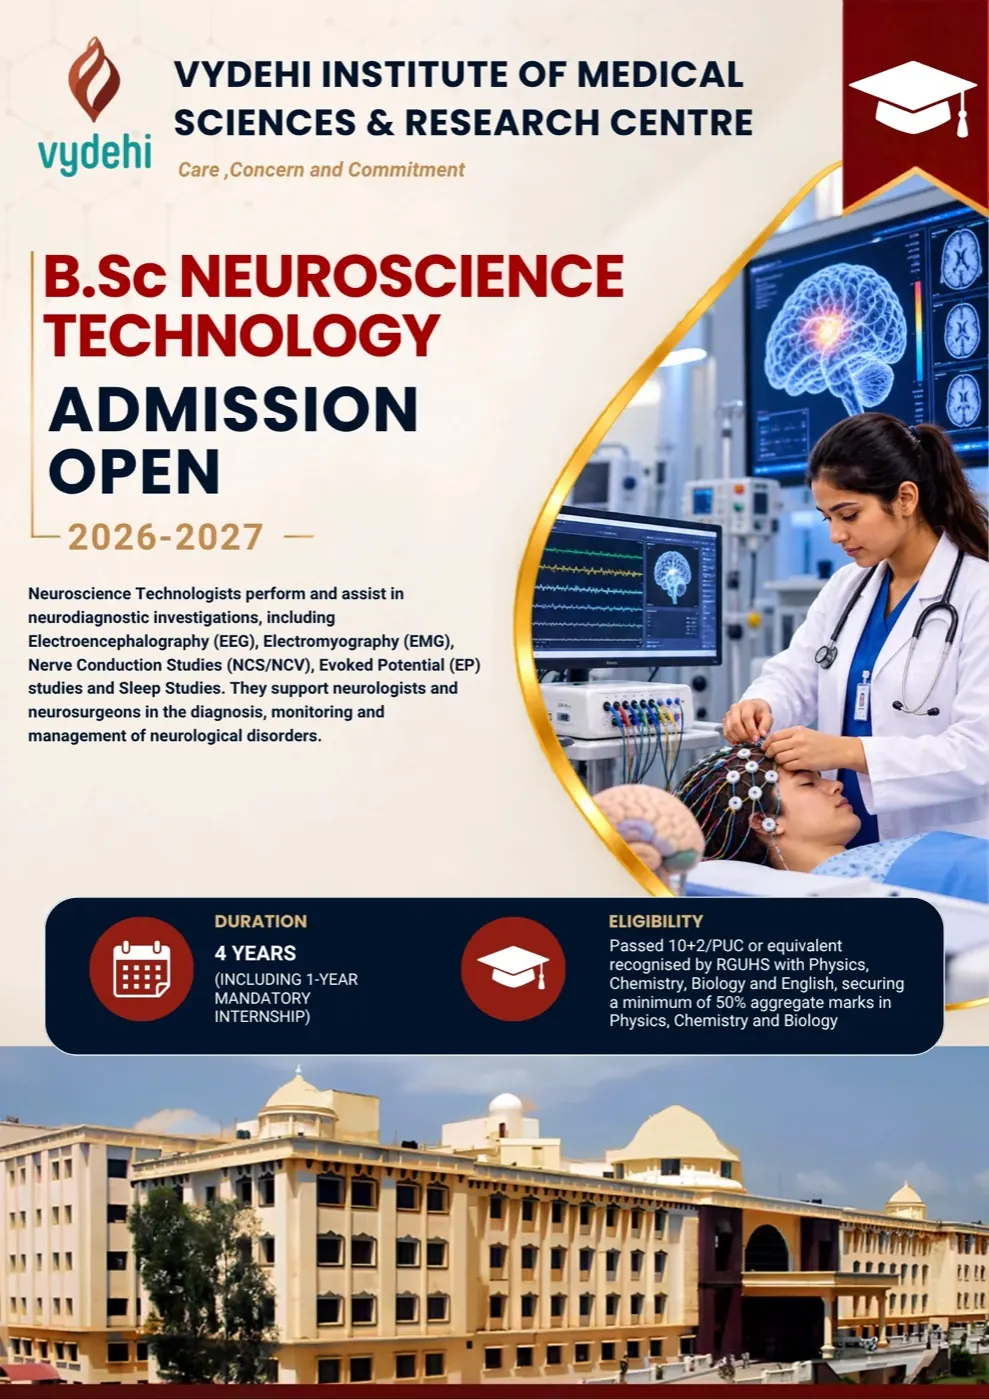 vydehi
VYDEHI INSTITUTE OF MEDICAL
SCIENCES & RESEARCH CENTRE
Care ,Concern and Commitment
B.Sc NEUROSCIENCE
TECHNOLOGY
ADMISSION
OPEN
2026-2027
Neuroscience Technologists perform and assist in
neurodiagnostic investigations, including
Electroencephalography (EEG), Electromyography (EMG),
Nerve Conduction Studies (NCS/NCV), Evoked Potential (EP)
studies and Sleep Studies. They support neurologists and
neurosurgeons in the diagnosis, monitoring and
management of neurological disorders.
DURATION
4 YEARS
(INCLUDING 1-YEAR
MANDATORY
INTERNSHIP)
ELIGIBILITY
Passed 10+2/PUC or equivalent
recognised by RGUHS with Physics,
Chemistry, Biology and English, securing
a minimum of 50% aggregate marks in
Physics, Chemistry and Biology